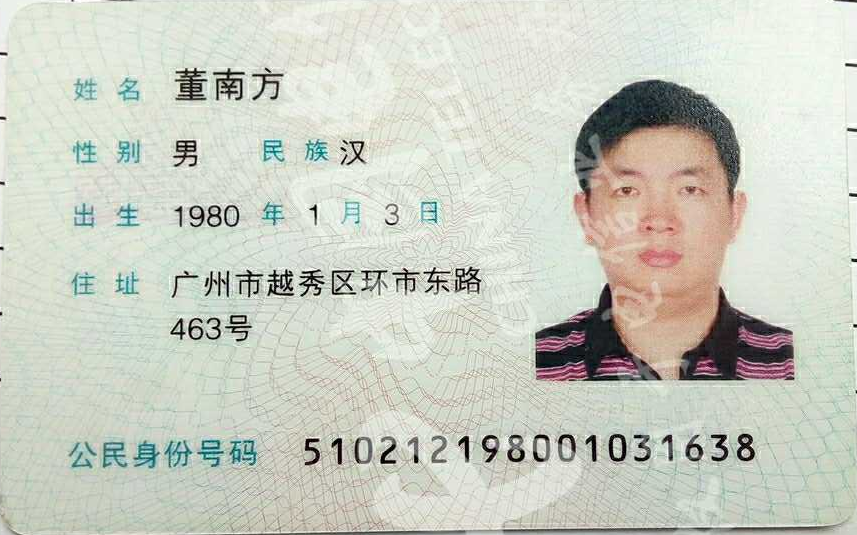 姓名 董南方
性别 男 民族 汉
出生 1980 年 1 月 3 日
住址 广州市越秀区环市东路
463号
公民身份号码 510212198001031638